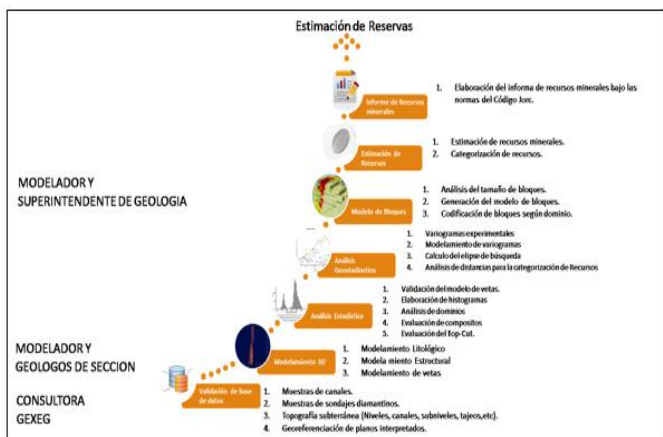 Estimación de Reservas
1. Elaboración del informa de recursos minerales bajo las
normas del Código Jorc.
Informe de Recursos
minerales
1. Estimación de recursos minerales.
2. Categorización de recursos.
Estimación de
Recursos
MODELADOR Y
SUPERINTENDENTE DE GEOLOGIA
1. Análisis del tamaño de bloques.
2. Generación del modelo de bloques.
3. Codificación de bloques según dominio.
Modelo de Bloques
1. Variogramas experimentales
2. Modelamiento de variogramas
3. Calculo del elipse de búsqueda
4. Análisis de distancias para la categorización de Recursos
Análisis
Geostadístico
1. Validación del modelo de vetas.
2. Elaboración de histogramas
3. Análisis de dominios
4. Evaluación de compositos
5. Evaluación del Top-Cut.
Análisis Estadístico
MODELADOR Y
GEOLOGOS DE SECCION
1. Modelamiento Litológico
2. Modela miento Estructural
3. Modelamiento de vetas
Modelamiento 3D
CONSULTORA
GEXEG
Validación de base
de datos
1. Muestras de canales.
2. Muestras de sondajes diamantinos.
3. Topografía subterránea (Niveles, canales, subniveles, tajeos,etc).
4. Georeferenciación de planos interpretados.